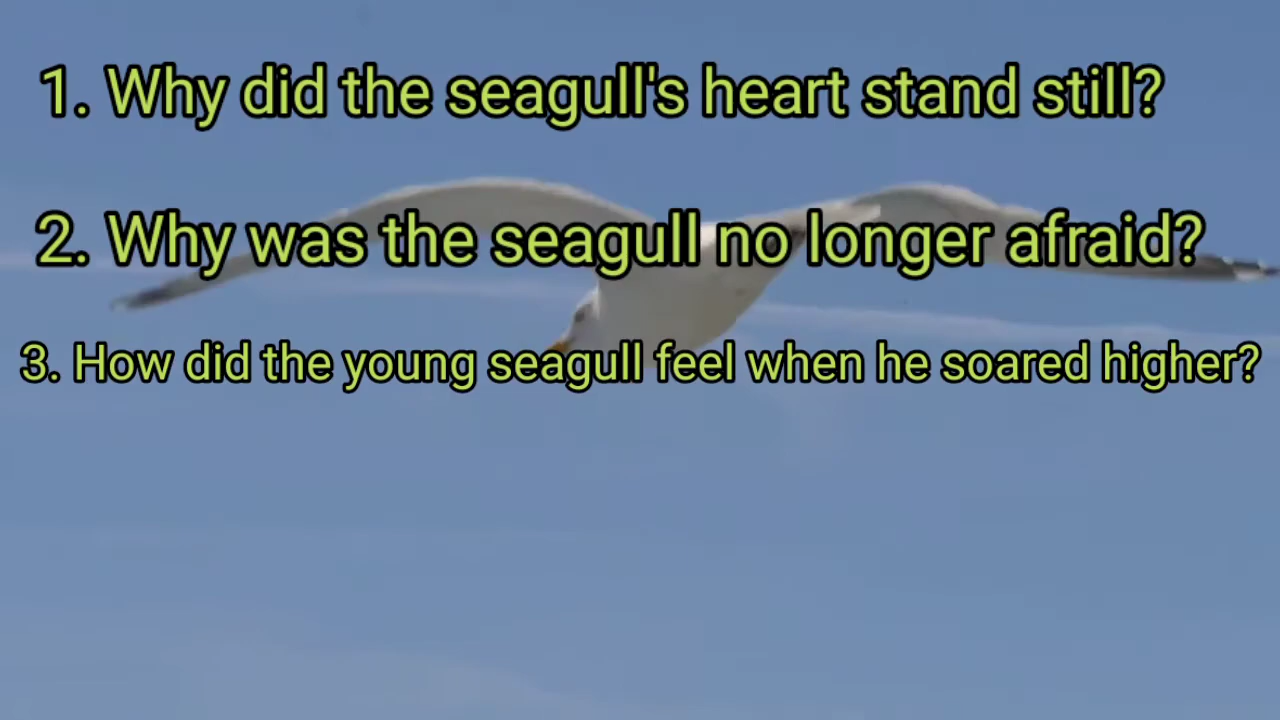 1. Why did the seagull's heart stand still?
2. Why was the seagull no longer afraid?
3. How did the young seagull feel when he soared higher?